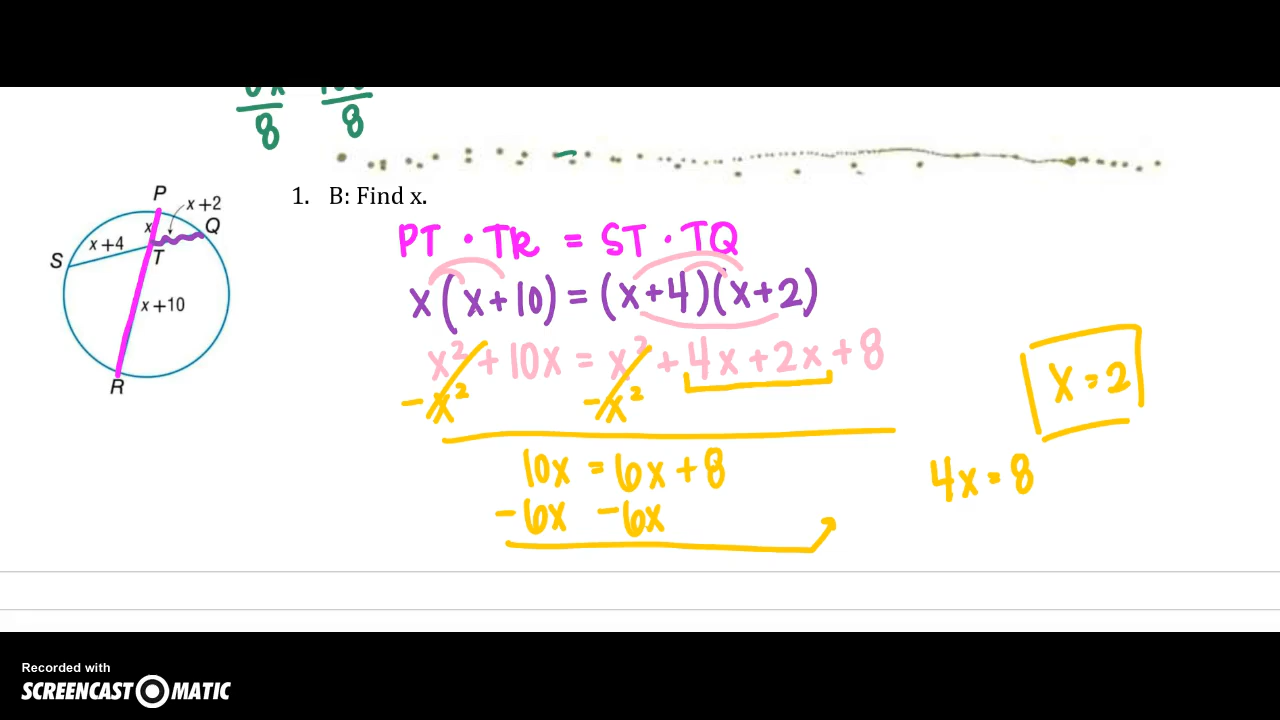 8 8
1. B: Find x.
P
x+2
x
Q
x+4
S
T
x+10
R
PT · TR = ST · TQ
x(x+10) = (x+4)(x+2)
x² + 10x = x² + 4x + 2x + 8
-x² -x²
10x = 6x + 8
-6x -6x
4x = 8
x = 2
Recorded with
SCREENCAST MATIC